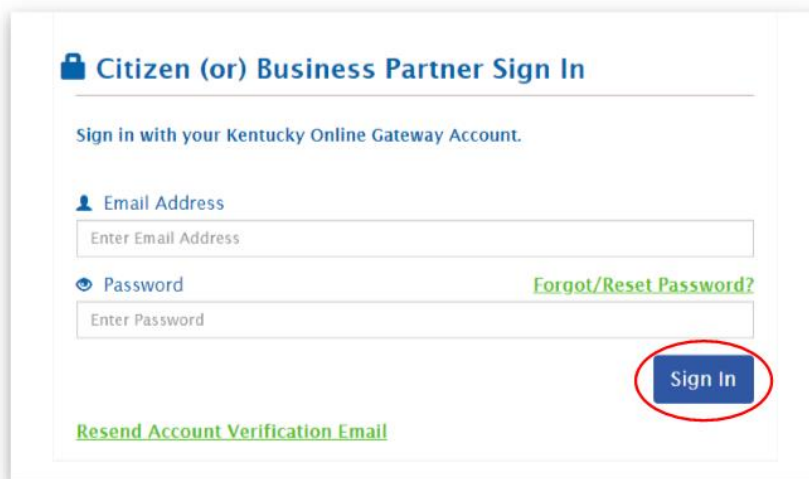 Citizen (or) Business Partner Sign In
Sign in with your Kentucky Online Gateway Account.
Email Address
Enter Email Address
Password
Forgot/Reset Password?
Enter Password
Sign In
Resend Account Verification Email